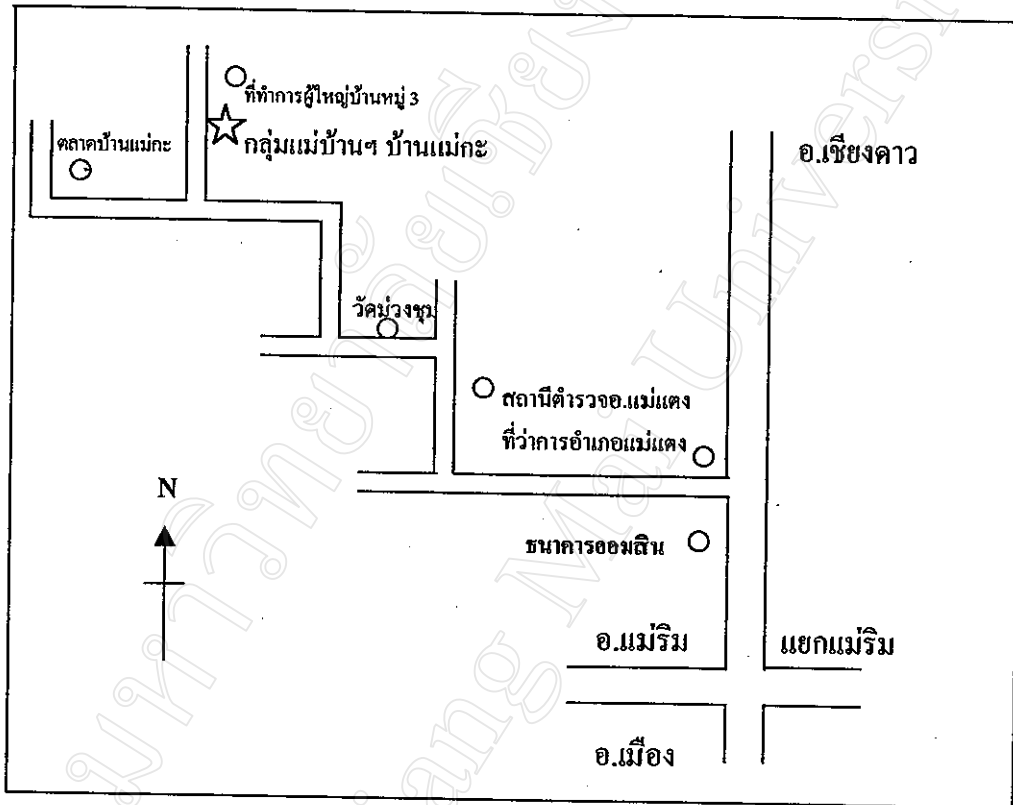 ที่ทำการผู้ใหญ่บ้านหมู่ 3
ตลาดบ้านแม่กะ
กลุ่มแม่บ้านฯ บ้านแม่กะ
อ.เชียงดาว
วัดม่วงชุม
สถานีตำรวจอ.แม่แตง
ที่ว่าการอำเภอแม่แตง
N
ธนาคารออมสิน
อ.แม่ริม
แยกแม่ริม
อ.เมือง